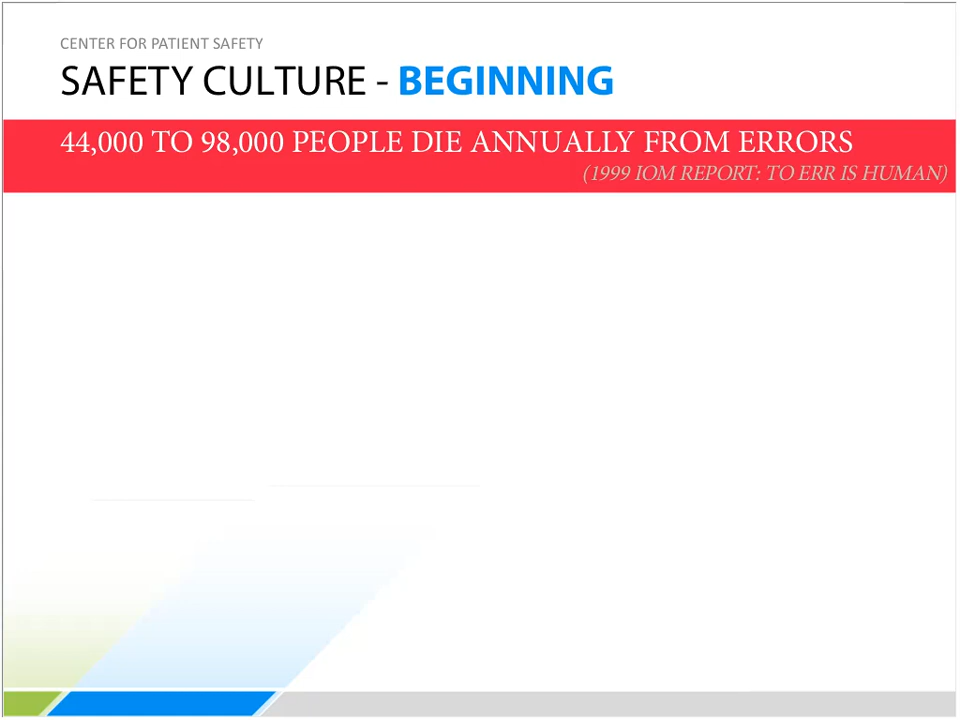 CENTER FOR PATIENT SAFETY
SAFETY CULTURE - BEGINNING
44,000 TO 98,000 PEOPLE DIE ANNUALLY FROM ERRORS
(1999 IOM REPORT: TO ERR IS HUMAN)